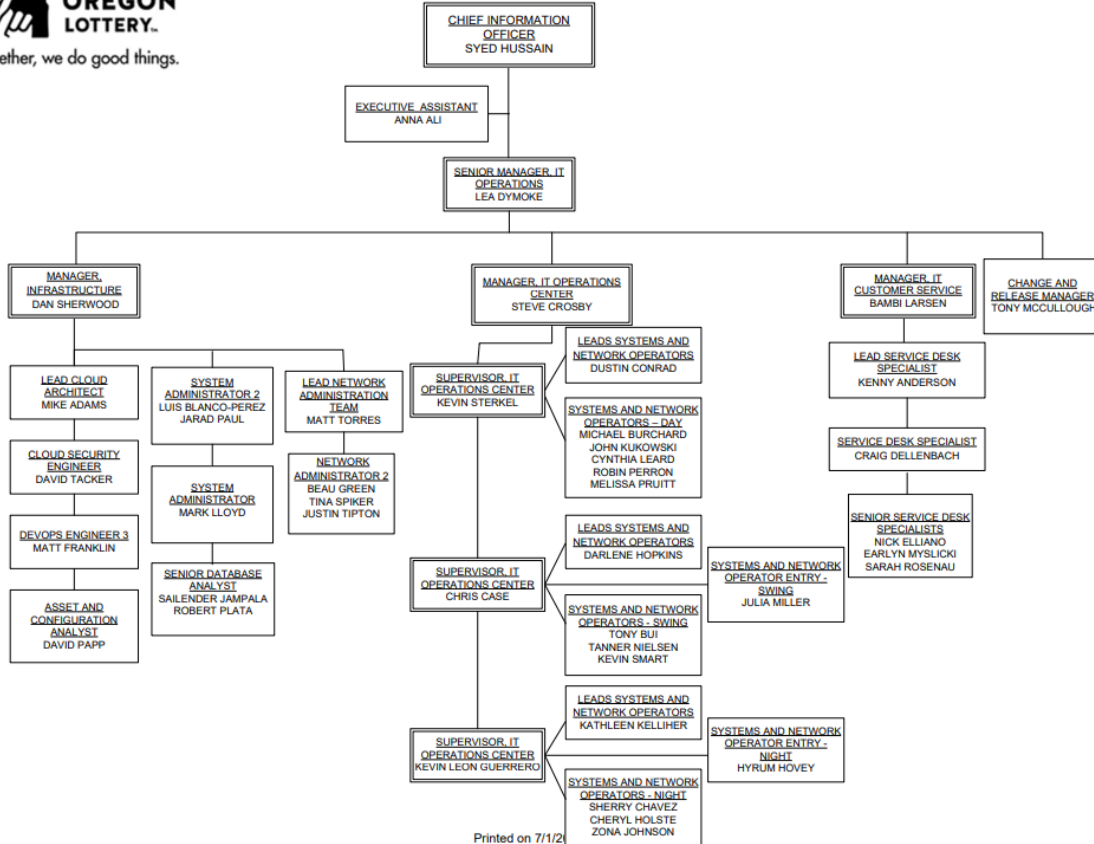 OREGON
LOTTERY™
ether, we do good things.
CHIEF INFORMATION
OFFICER
SYED HUSSAIN
EXECUTIVE ASSISTANT
ANNA ALI
SENIOR MANAGER, IT
OPERATIONS
LEA DYMOKE
MANAGER,
INFRASTRUCTURE
DAN SHERWOOD
MANAGER, IT OPERATIONS
CENTER
STEVE CROSBY
MANAGER, IT
CUSTOMER SERVICE
BAMBI LARSEN
CHANGE AND
RELEASE MANAGER
TONY MCCULLOUGH
LEAD CLOUD
ARCHITECT
MIKE ADAMS
CLOUD SECURITY
ENGINEER
DAVID TACKER
DEVOPS ENGINEER 3
MATT FRANKLIN
ASSET AND
CONFIGURATION
ANALYST
DAVID PAPP
SYSTEM
ADMINISTRATOR 2
LUIS BLANCO-PEREZ
JARAD PAUL
SYSTEM
ADMINISTRATOR
MARK LLOYD
SENIOR DATABASE
ANALYST
SAILENDER JAMPALA
ROBERT PLATA
LEAD NETWORK
ADMINISTRATION
TEAM
MATT TORRES
NETWORK
ADMINISTRATOR 2
BEAU GREEN
TINA SPIKER
JUSTIN TIPTON
SUPERVISOR, IT
OPERATIONS CENTER
KEVIN STERKEL
LEADS SYSTEMS AND
NETWORK OPERATORS
DUSTIN CONRAD
SYSTEMS AND NETWORK
OPERATORS – DAY
MICHAEL BURCHARD
JOHN KUKOWSKI
CYNTHIA LEARD
ROBIN PERRON
MELISSA PRUITT
SUPERVISOR, IT
OPERATIONS CENTER
CHRIS CASE
LEADS SYSTEMS AND
NETWORK OPERATORS
DARLENE HOPKINS
SYSTEMS AND NETWORK
OPERATOR ENTRY -
SWING
JULIA MILLER
SYSTEMS AND NETWORK
OPERATORS - SWING
TONY BUI
TANNER NIELSEN
KEVIN SMART
SUPERVISOR, IT
OPERATIONS CENTER
KEVIN LEON GUERRERO
LEADS SYSTEMS AND
NETWORK OPERATORS
KATHLEEN KELLIHER
SYSTEMS AND NETWORK
OPERATOR ENTRY -
NIGHT
HYRUM HOVEY
SYSTEMS AND NETWORK
OPERATORS - NIGHT
SHERRY CHAVEZ
CHERYL HOLSTE
ZONA JOHNSON
LEAD SERVICE DESK
SPECIALIST
KENNY ANDERSON
SERVICE DESK SPECIALIST
CRAIG DELLENBACH
SENIOR SERVICE DESK
SPECIALISTS
NICK ELLIANO
EARLYN MYSLICKI
SARAH ROSENAU
Printed on 7/1/20